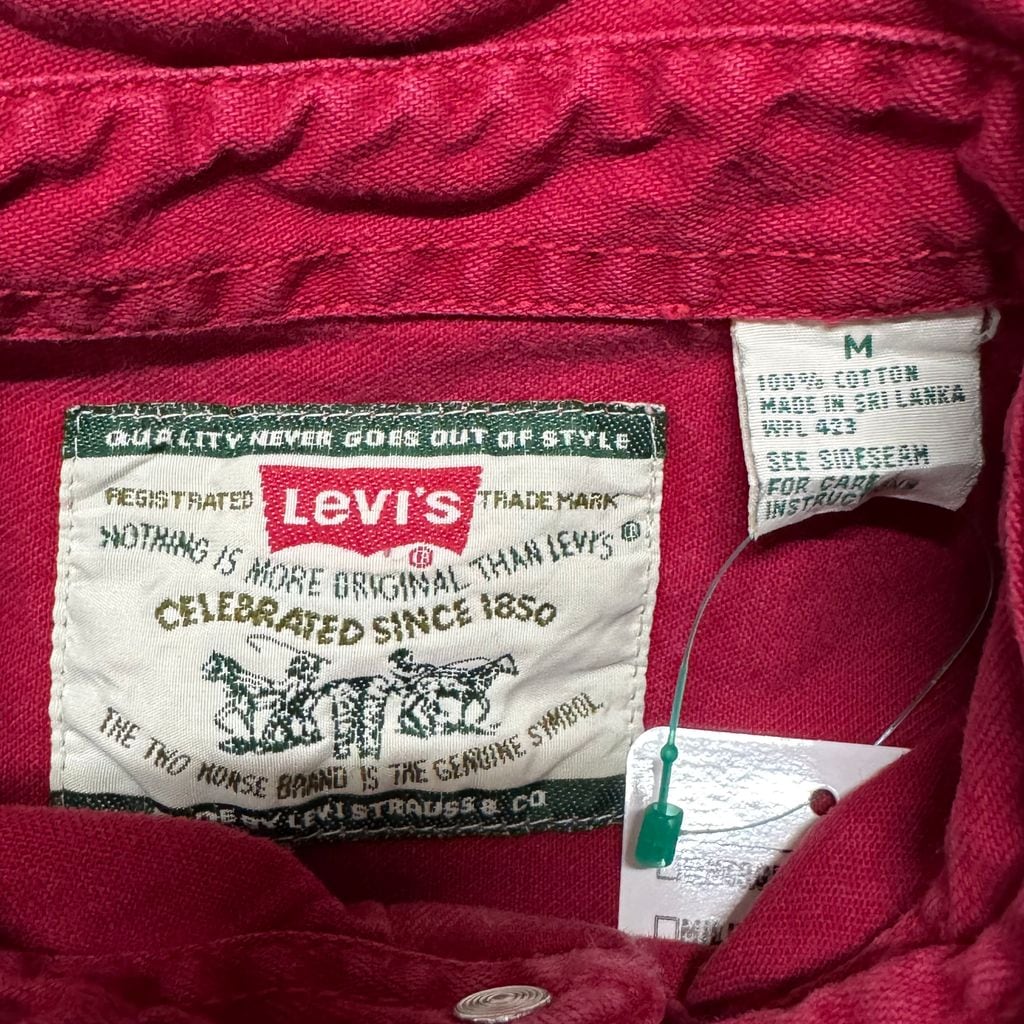 QUALITY NEVER GOES OUT OF STYLE
REGISTRATED LEVI'S TRADE MARK
®
NOTHING IS MORE ORIGINAL THAN LEVI'S ®
CELEBRATED SINCE 1850
THE TWO HORSE BRAND IS THE GENUINE SYMBOL
BY LEVI STRAUSS & CO
M
100% COTTON
MADE IN SRI LANKA
WPL 423
SEE SIDESEAM
FOR CARE